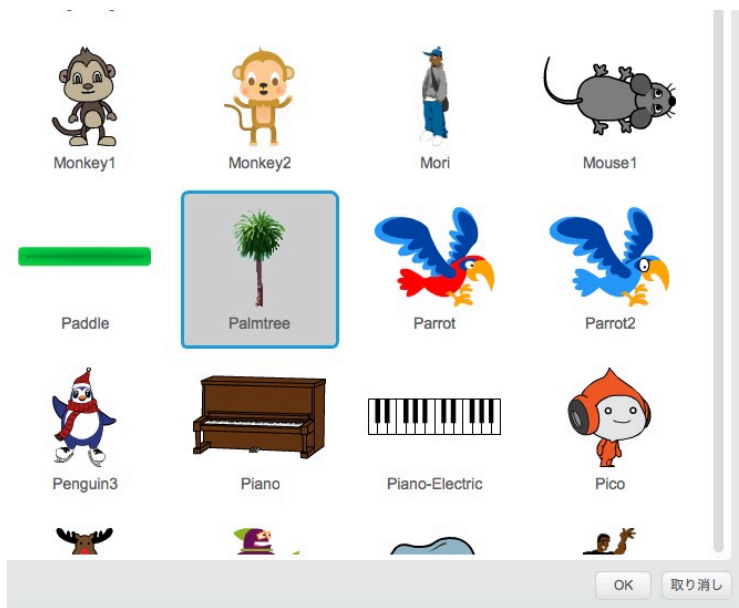 Monkey1 Monkey2 Mori Mouse1
Paddle Palmtree Parrot Parrot2
Penguin3 Piano Piano-Electric Pico
OK 取り消し